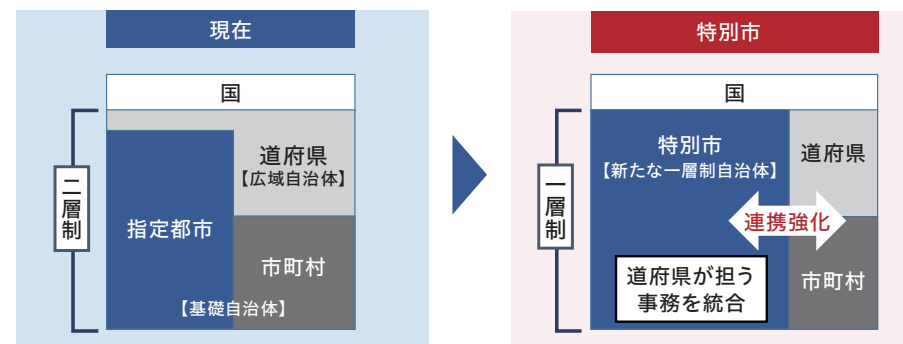 現在
国
二層制
道府県
【広域自治体】
指定都市
市町村
【基礎自治体】
特別市
国
一層制
特別市
【新たな一層制自治体】
道府県
連携強化
道府県が担う
事務を統合
市町村